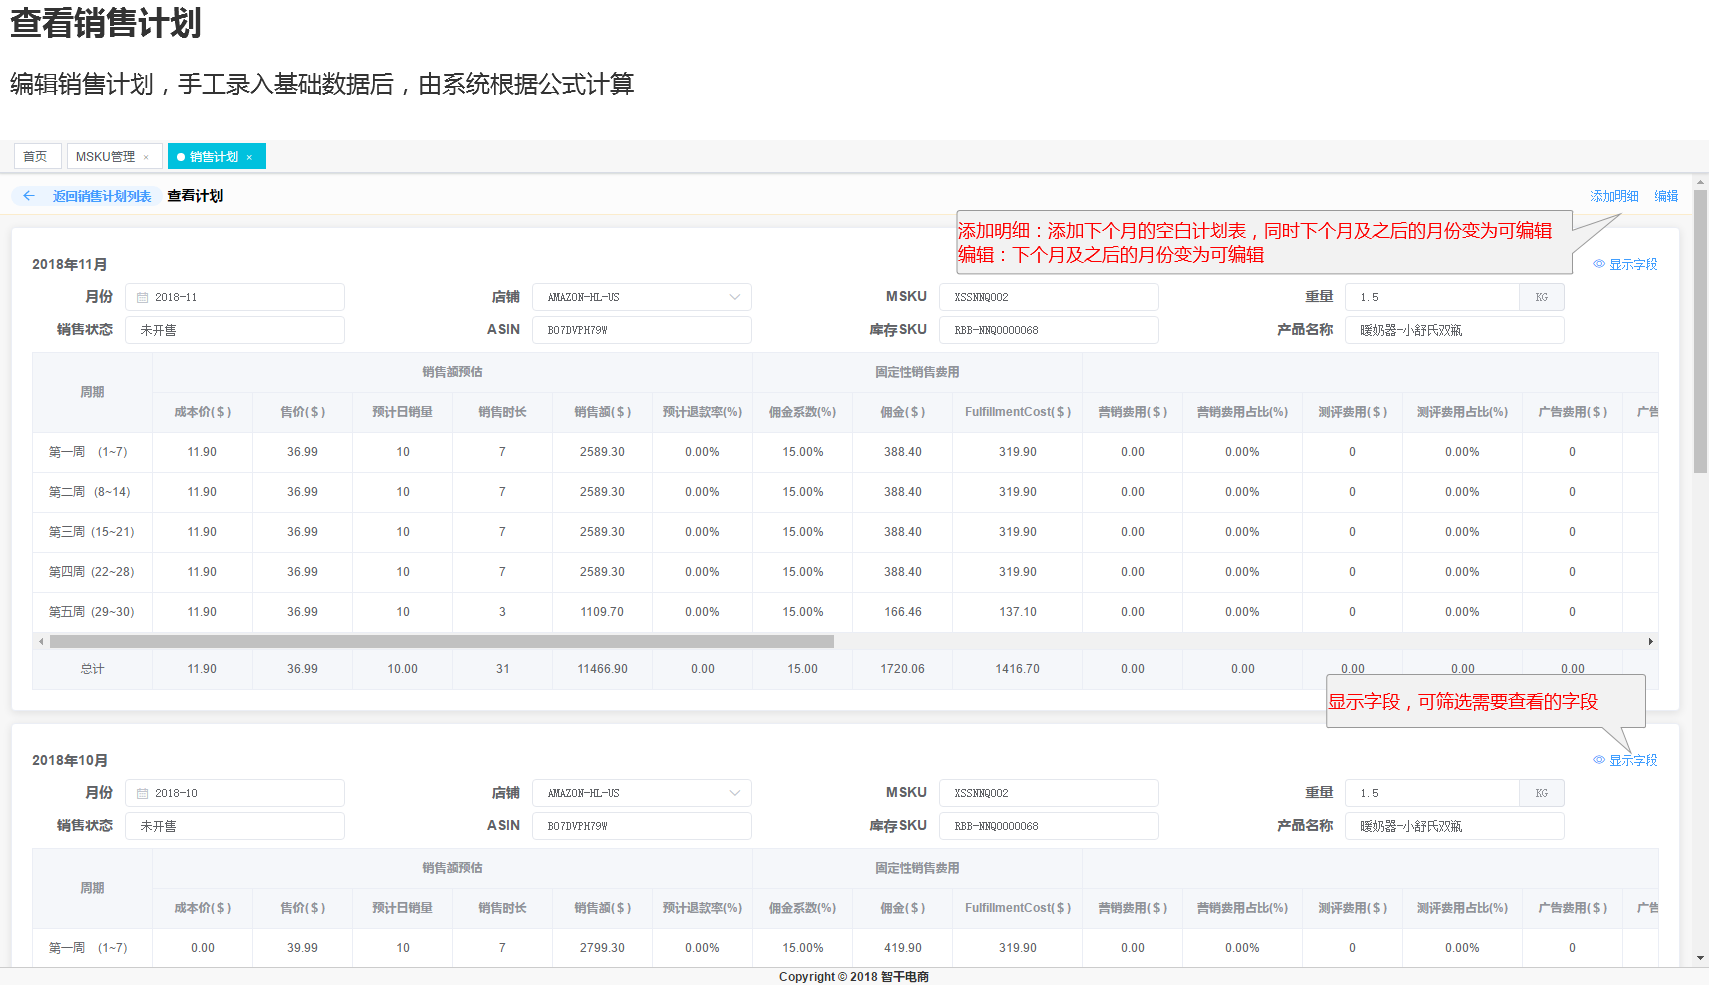 查看销售计划
编辑销售计划，手工录入基础数据后，由系统根据公式计算
首页 MSKU管理 × 销售计划 ×
← 返回销售计划列表 查看计划 添加明细 编辑
添加明细：添加下个月的空白计划表，同时下个月及之后的月份变为可编辑
编辑：下个月及之后的月份变为可编辑
2018年11月 显示字段
月份 2018-11 店铺 AMAZON-HL-US MSKU XSSNNQ002 重量 1.5 KG
销售状态 未开售 ASIN B07DVPH79W 库存SKU RBB-NNQ0000068 产品名称 暖奶器-小舒氏双瓶
周期 销售额预估 固定性销售费用
成本价($) 售价($) 预计日销量 销售时长 销售额($) 预计退款率(%) 佣金系数(%) 佣金($) FulfillmentCost($) 营销费用($) 营销费用占比(%) 测评费用($) 测评费用占比(%) 广告费用($) 广告
第一周 (1~7) 11.90 36.99 10 7 2589.30 0.00% 15.00% 388.40 319.90 0.00 0.00% 0 0.00% 0
第二周 (8~14) 11.90 36.99 10 7 2589.30 0.00% 15.00% 388.40 319.90 0.00 0.00% 0 0.00% 0
第三周 (15~21) 11.90 36.99 10 7 2589.30 0.00% 15.00% 388.40 319.90 0.00 0.00% 0 0.00% 0
第四周 (22~28) 11.90 36.99 10 7 2589.30 0.00% 15.00% 388.40 319.90 0.00 0.00% 0 0.00% 0
第五周 (29~30) 11.90 36.99 10 3 1109.70 0.00% 15.00% 166.46 137.10 0.00 0.00% 0 0.00% 0
总计 11.90 36.99 10.00 31 11466.90 0.00 15.00 1720.06 1416.70 0.00 0.00 0.00 0.00 0.00
显示字段，可筛选需要查看的字段
2018年10月 显示字段
月份 2018-10 店铺 AMAZON-HL-US MSKU XSSNNQ002 重量 1.5 KG
销售状态 未开售 ASIN B07DVPH79W 库存SKU RBB-NNQ0000068 产品名称 暖奶器-小舒氏双瓶
周期 销售额预估 固定性销售费用
成本价($) 售价($) 预计日销量 销售时长 销售额($) 预计退款率(%) 佣金系数(%) 佣金($) FulfillmentCost($) 营销费用($) 营销费用占比(%) 测评费用($) 测评费用占比(%) 广告费用($) 广告
第一周 (1~7) 0.00 39.99 10 7 2799.30 0.00% 15.00% 419.90 319.90 0.00 0.00% 0 0.00% 0
Copyright © 2018 智干电商